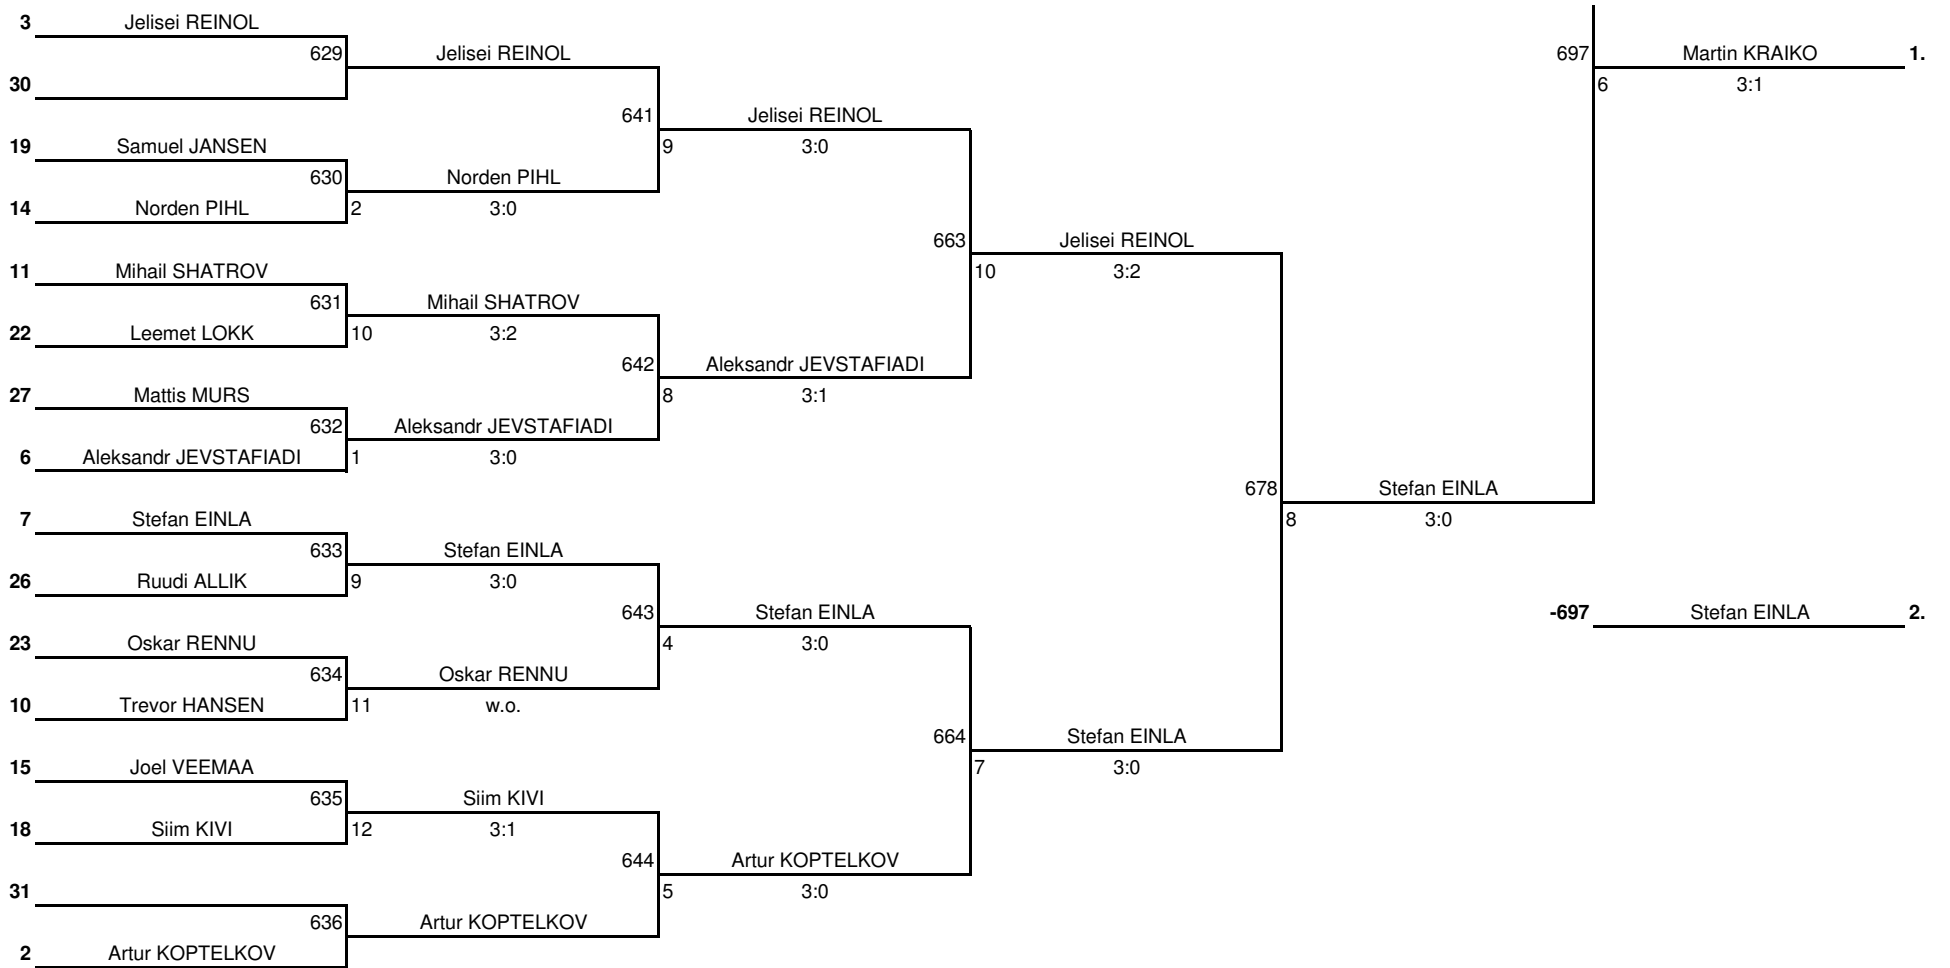 3 Jelisei REINOL
629 Jelisei REINOL
697 Martin KRAIKO 1.
30
6 3:1
641 Jelisei REINOL
19 Samuel JANSEN
9 3:0
630 Norden PIHL
14 Norden PIHL
2 3:0
663 Jelisei REINOL
11 Mihail SHATROV
10 3:2
631 Mihail SHATROV
22 Leemet LOKK
10 3:2
642 Aleksandr JEVSTAFIADI
27 Mattis MURS
8 3:1
632 Aleksandr JEVSTAFIADI
6 Aleksandr JEVSTAFIADI
1 3:0
678 Stefan EINLA
7 Stefan EINLA
8 3:0
633 Stefan EINLA
26 Ruudi ALLIK
9 3:0
643 Stefan EINLA
-697 Stefan EINLA 2.
23 Oskar RENNU
4 3:0
634 Oskar RENNU
10 Trevor HANSEN
11 w.o.
664 Stefan EINLA
15 Joel VEEMAA
7 3:0
635 Siim KIVI
18 Siim KIVI
12 3:1
644 Artur KOPTELKOV
31
5 3:0
636 Artur KOPTELKOV
2 Artur KOPTELKOV